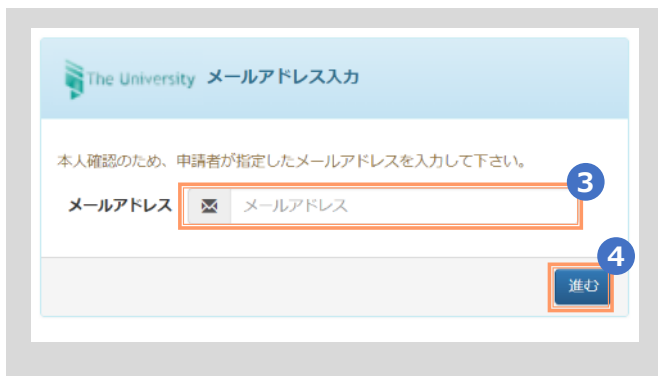 The University メールアドレス入力
本人確認のため、申請者が指定したメールアドレスを入力して下さい。
3
メールアドレス メールアドレス
4
進む